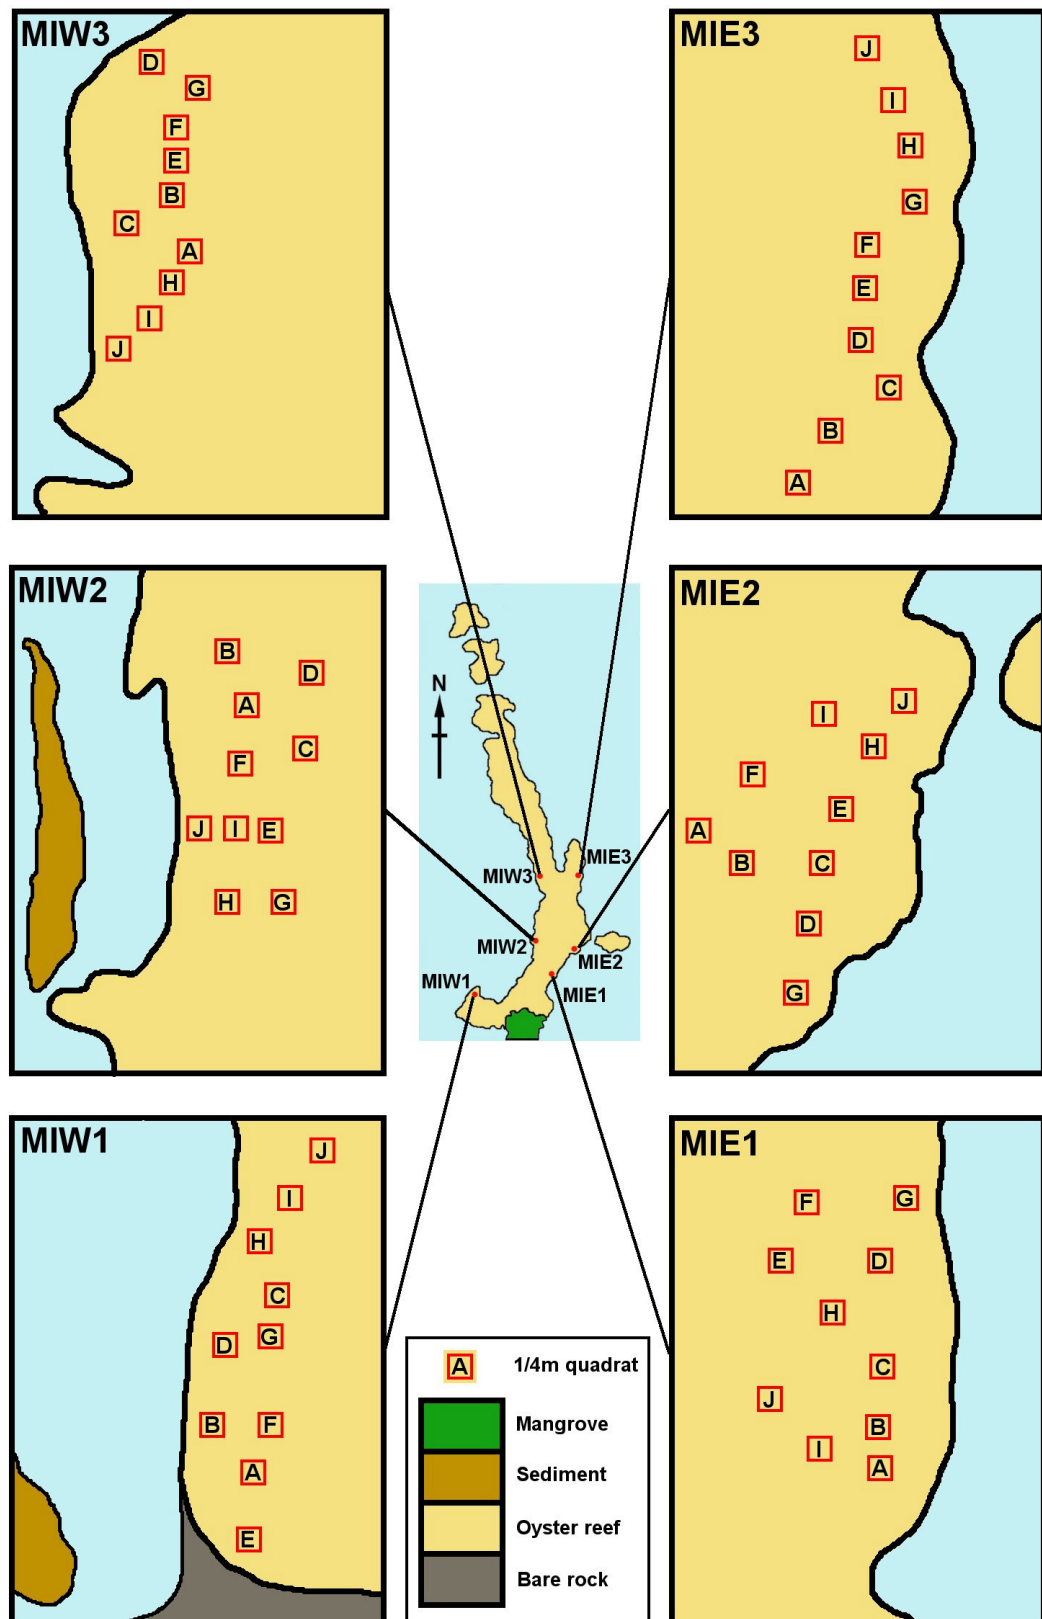 MIW3
D
G
F
E
B
C
A
H
I
J
MIE3
J
I
H
G
F
E
D
C
B
A
MIW2
B
D
A
C
F
J I E
H G
N
MIE3
MIW3
MIW2
MIE2
MIW1
MIE1
MIE2
J
I
H
F
E
A
B C
D
G
MIW1
J
I
H
C
G
D
B F
A
E
A 1/4m quadrat
Mangrove
Sediment
Oyster reef
Bare rock
MIE1
F G
E D
H
C
J
B
I
A